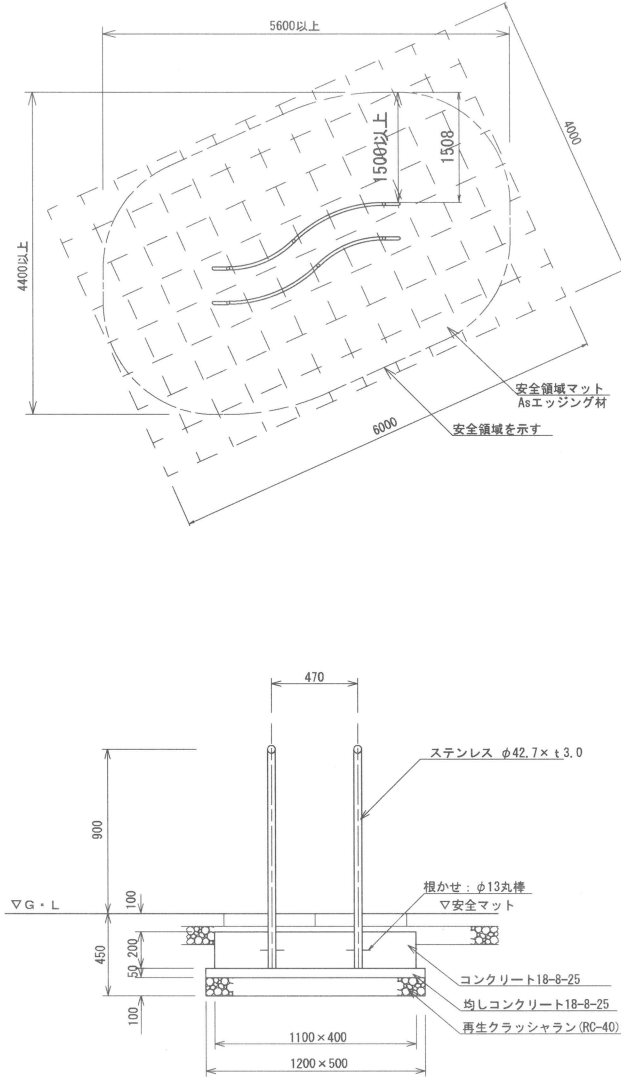 5600以上
4000
1500以上
1508
4400以上
安全領域マット
Asエッジング材
安全領域を示す
6000
470
ステンレス φ42.7×t3.0
900
根かせ：φ13丸棒
▽G・L
100
▽安全マット
450
200
50
コンクリート18-8-25
均しコンクリート18-8-25
100
再生クラッシャラン(RC-40)
1100×400
1200×500